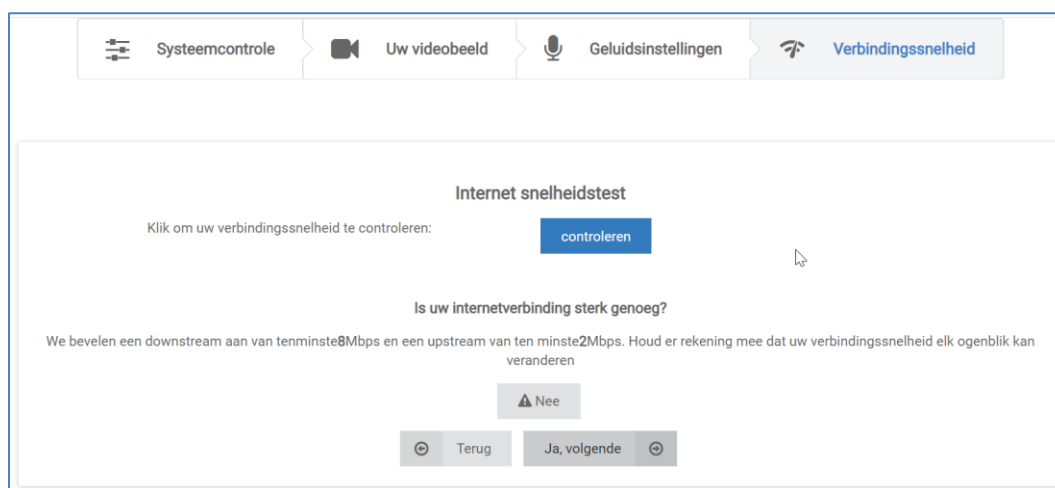 Systeemcontrole
Uw videobeeld
Geluidsinstellingen
Verbindingssnelheid
Internet snelheidstest
Klik om uw verbindingssnelheid te controleren:
controleren
Is uw internetverbinding sterk genoeg?
We bevelen een downstream aan van tenminste8Mbps en een upstream van ten minste2Mbps. Houd er rekening mee dat uw verbindingssnelheid elk ogenblik kan
veranderen
Nee
Terug
Ja, volgende